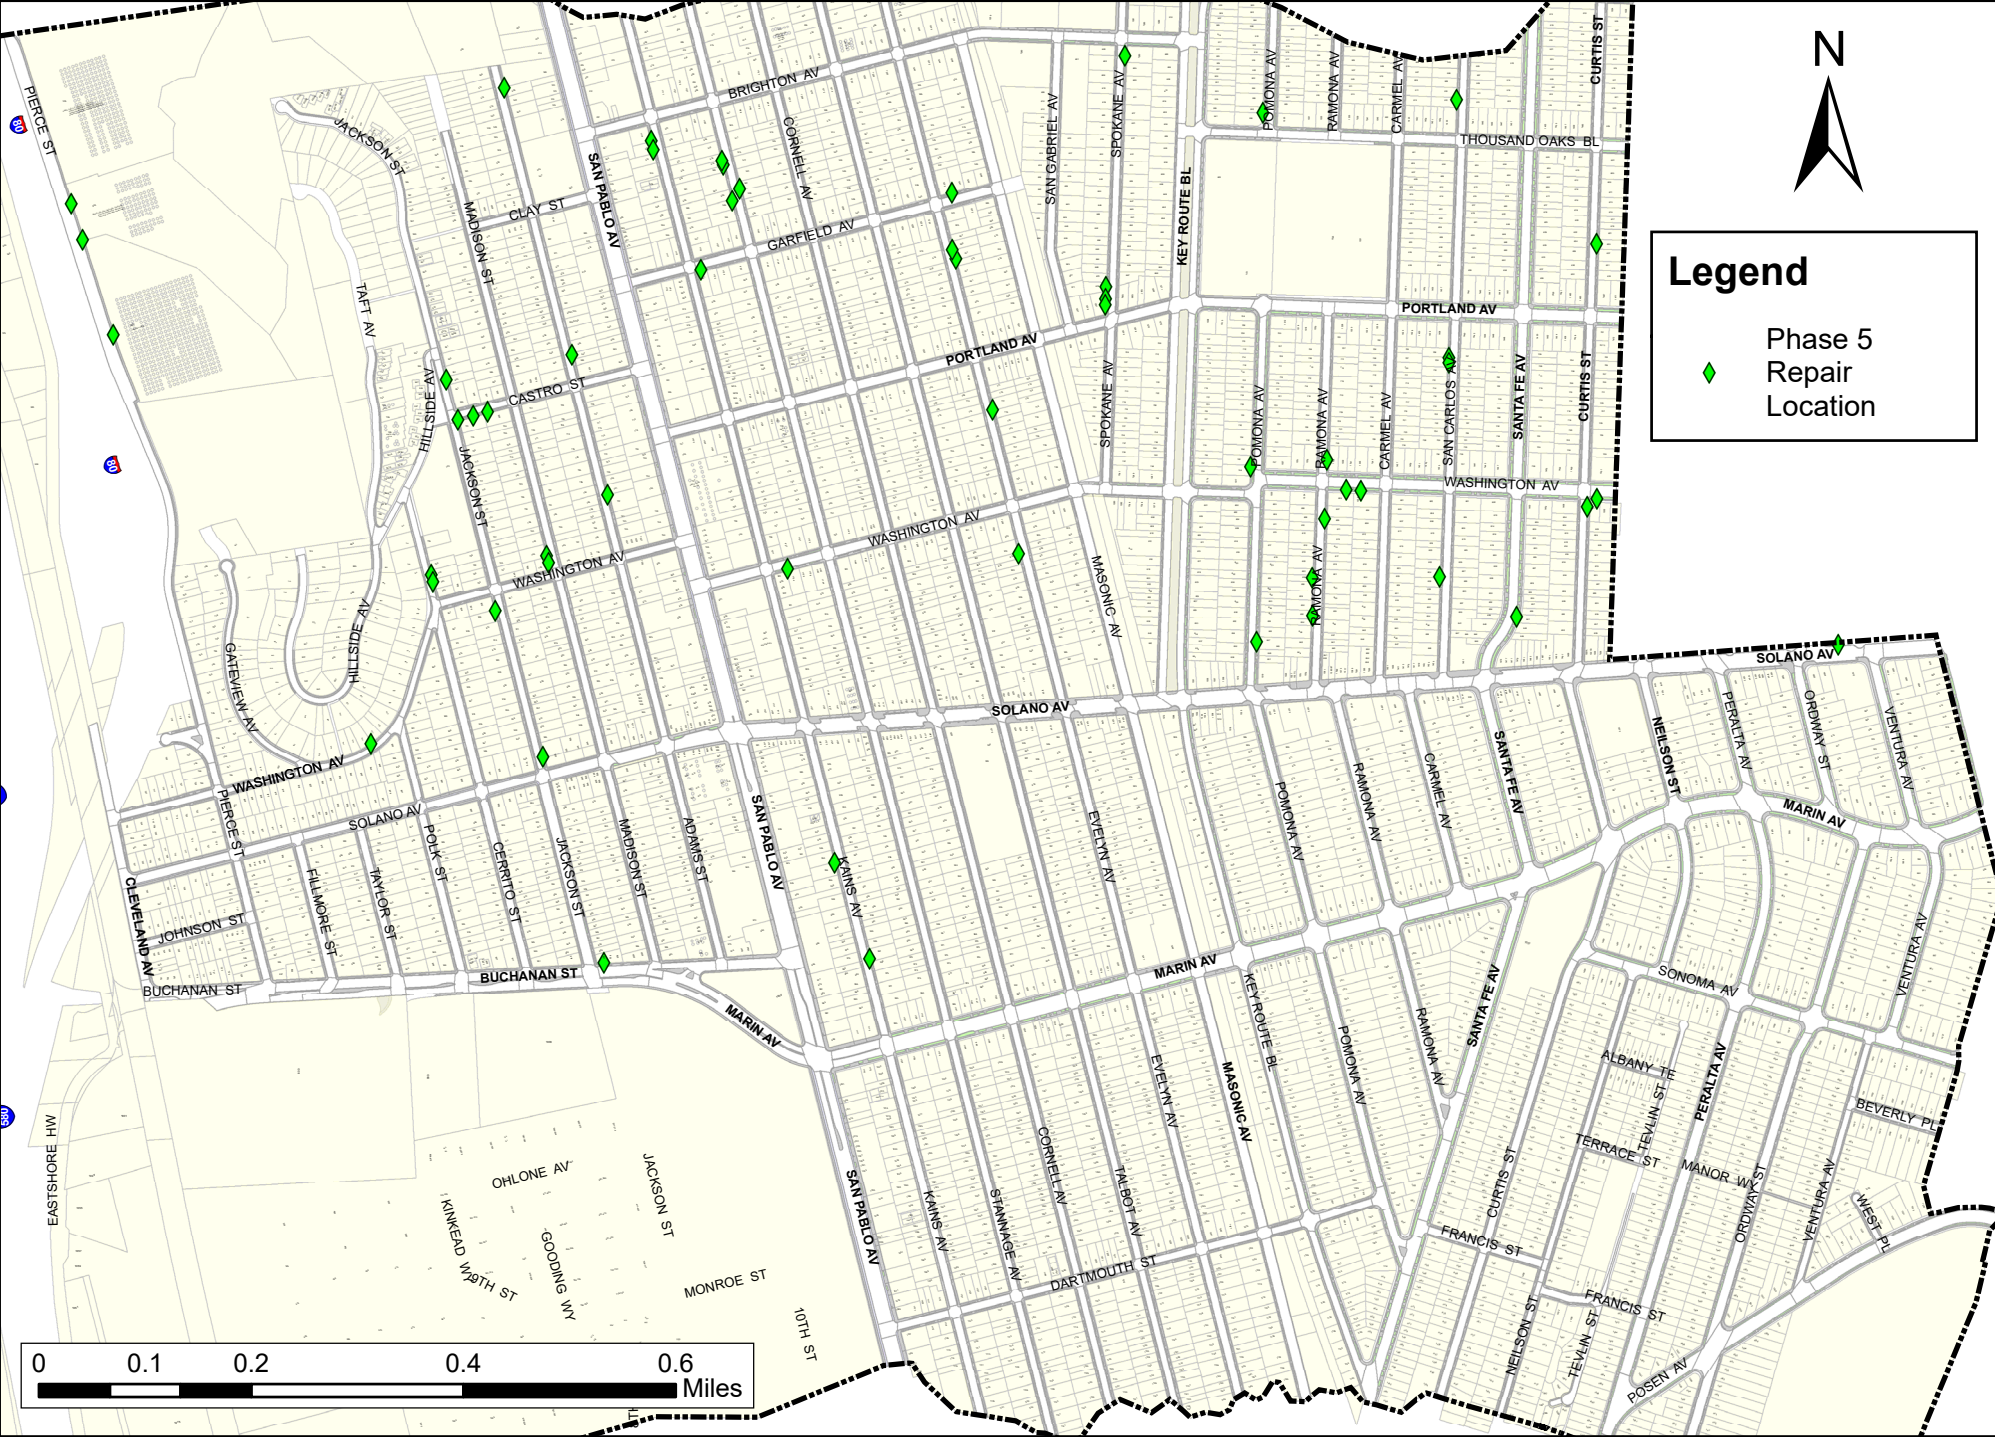 N
Legend
Phase 5
Repair
Location
PIERCE ST
80
JACKSON ST
BRIGHTON AV
CORNELL AV
SAN PABLO AV
MADISON ST
CLAY ST
GARFIELD AV
SAN GABRIEL AV
SPOKANE AV
KEY ROUTE BL
POMONA AV
RAMONA AV
CARMEL AV
CURTIS ST
THOUSAND OAKS BL
TAFT AV
HILLSIDE AV
CASTRO ST
PORTLAND AV
PORTLAND AV
80
JACKSON ST
WASHINGTON AV
WASHINGTON AV
SPOKANE AV
POMONA AV
RAMONA AV
CARMEL AV
SAN CARLOS AV
SANTA FE AV
CURTIS ST
WASHINGTON AV
MASONIC AV
RAMONA AV
HILLSIDE AV
GATEVIEW AV
WASHINGTON AV
SOLANO AV
SOLANO AV
SOLANO AV
PIERCE ST
POLK ST
CERRITO ST
JACKSON ST
MADISON ST
ADAMS ST
SAN PABLO AV
KAINS AV
EVELYN AV
POMONA AV
RAMONA AV
CARMEL AV
SANTA FE AV
NEILSON ST
PERALTA AV
ORDWAY ST
VENTURA AV
MARIN AV
CLEVELAND AV
JOHNSON ST
FILLMORE ST
TAYLOR ST
BUCHANAN ST
BUCHANAN ST
MARIN AV
MARIN AV
KEY ROUTE BL
SANTA FE AV
SONOMA AV
VENTURA AV
580
EASTSHORE HW
OHLONE AV
KINKEAD WY
9TH ST
GOODING WY
JACKSON ST
MONROE ST
10TH ST
SAN PABLO AV
KAINS AV
STANNAGE AV
CORNELL AV
TALBOT AV
EVELYN AV
MASONIC AV
POMONA AV
RAMONA AV
DARTMOUTH ST
ALBANY TE
TEVLIN ST
PERALTA AV
BEVERLY PL
TERRACE ST
MANOR WY
CURTIS ST
ORDWAY ST
VENTURA AV
WEST PL
FRANCIS ST
FRANCIS ST
NEILSON ST
TEVLIN ST
POSEN AV
0 0.1 0.2 0.4 0.6
Miles